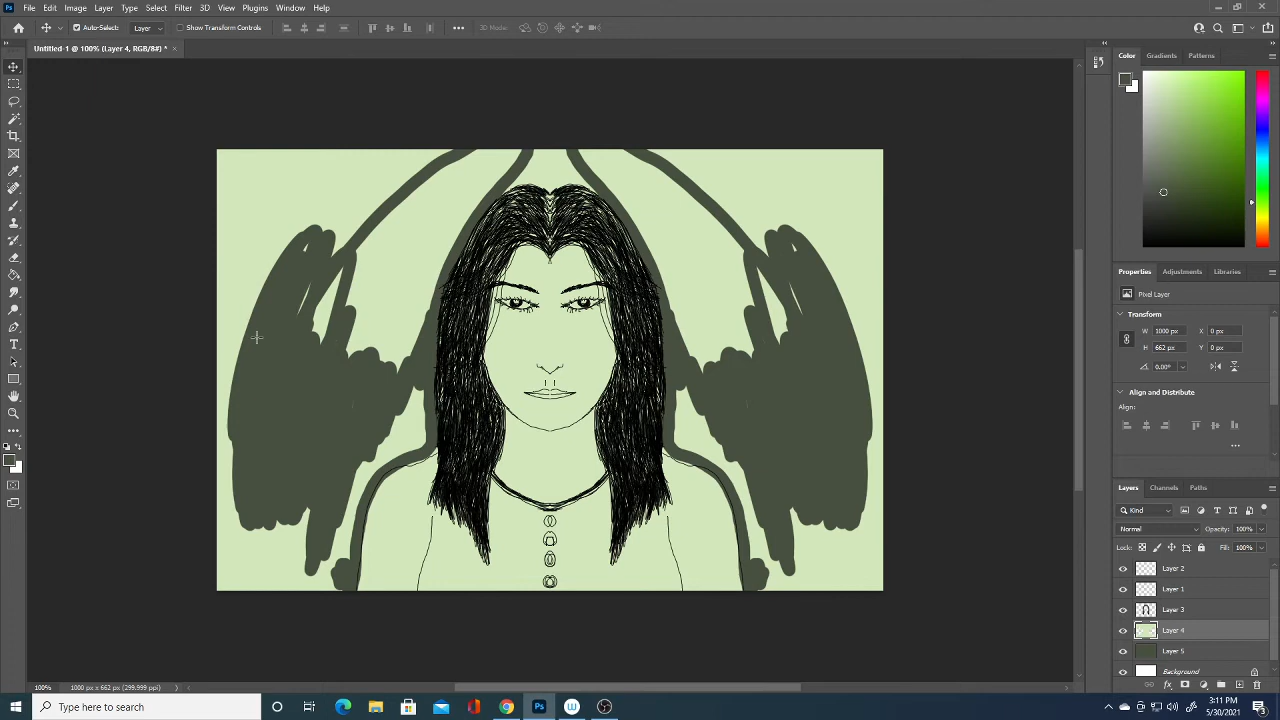 File Edit Image Layer Type Select Filter 3D View Plugins Window Help
Auto-Select: Layer Show Transform Controls 3D Mode:
Untitled-1 @ 100% (Layer 4, RGB/8#) *
Color Gradients Patterns
Properties Adjustments Libraries
Pixel Layer
Transform
W 1000 px X 0 px
H 662 px Y 0 px
0.00°
Align and Distribute
Align:
Layers Channels Paths
Kind
Normal Opacity: 100%
Lock: Fill: 100%
Layer 2
Layer 1
Layer 3
Layer 4
Layer 5
Background
100% 1000 px x 662 px (299.999 ppi)
Type here to search
3:11 PM
5/30/2021